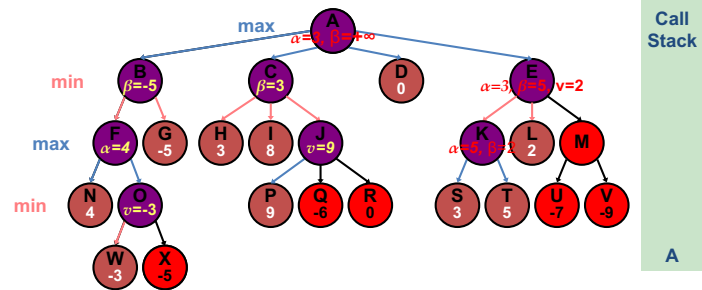 Call
Stack
max
A
α=3, β=+∞
min
B
β=-5
C
β=3
D
0
E
α=3, β=5, v=2
max
F
α=4
G
-5
H
3
I
8
J
v=9
K
α=5, β=2
L
2
M
min
N
4
O
v=-3
P
9
Q
-6
R
0
S
3
T
5
U
-7
V
-9
W
-3
X
-5
A